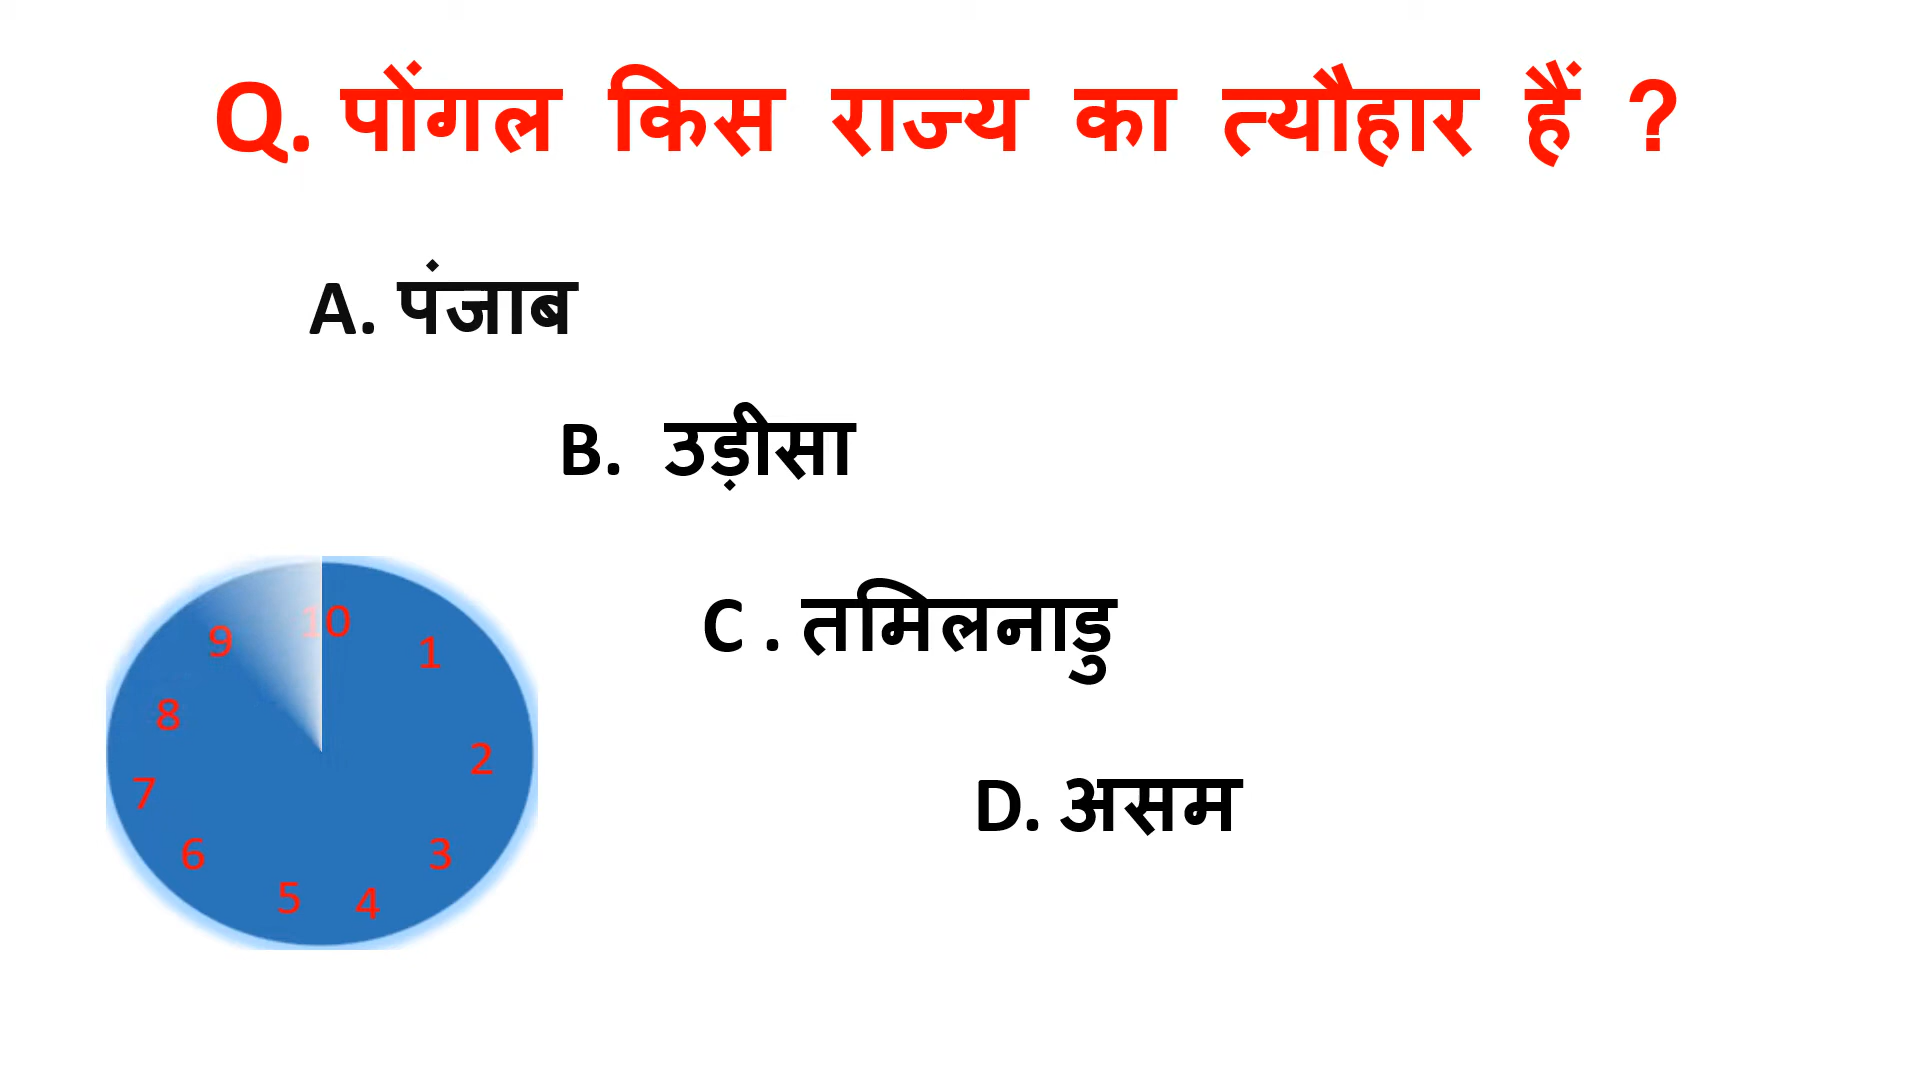 Q. पोंगल किस राज्य का त्यौहार हैं ?
A. पंजाब
B. उड़ीसा
C . तमिलनाडु
D. असम
10
9
1
8
2
7
6
3
5
4